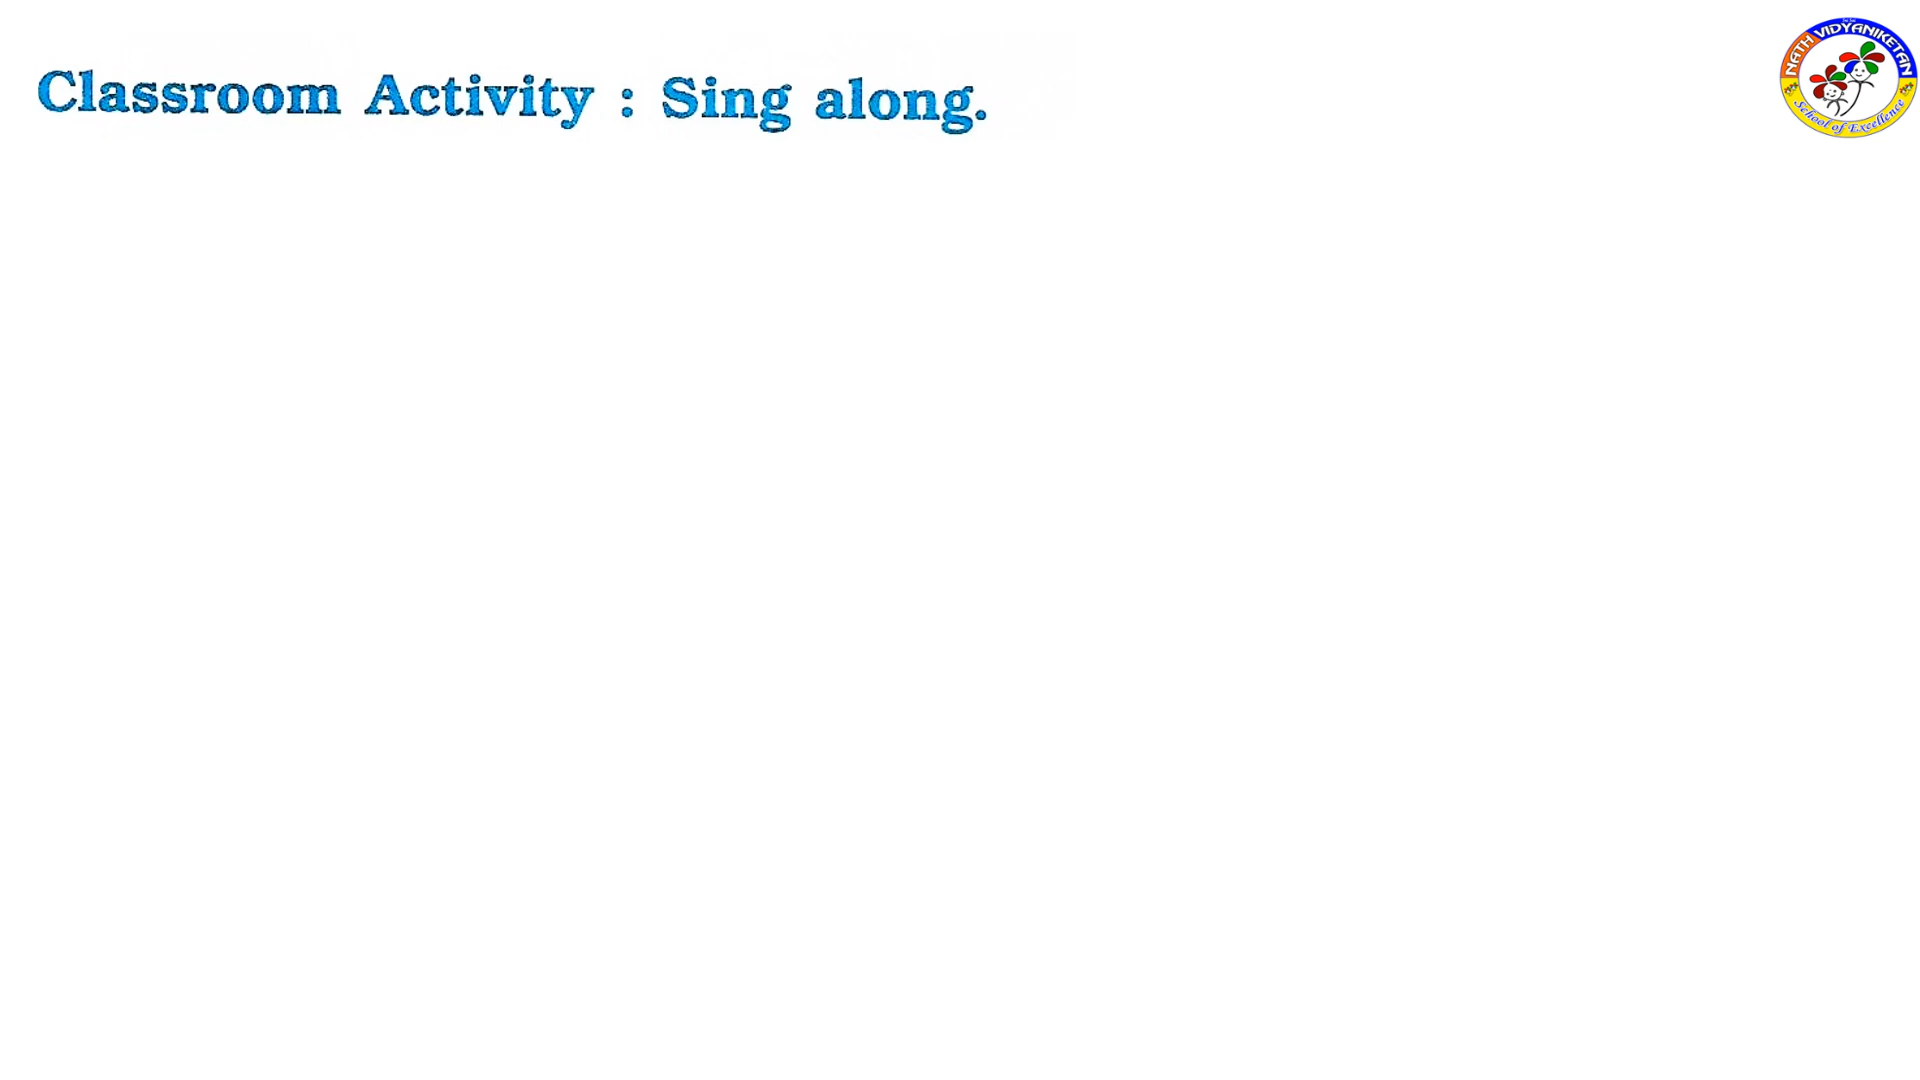 Classroom Activity : Sing along.
NATH VIDYANIKETAN
School of Excellence